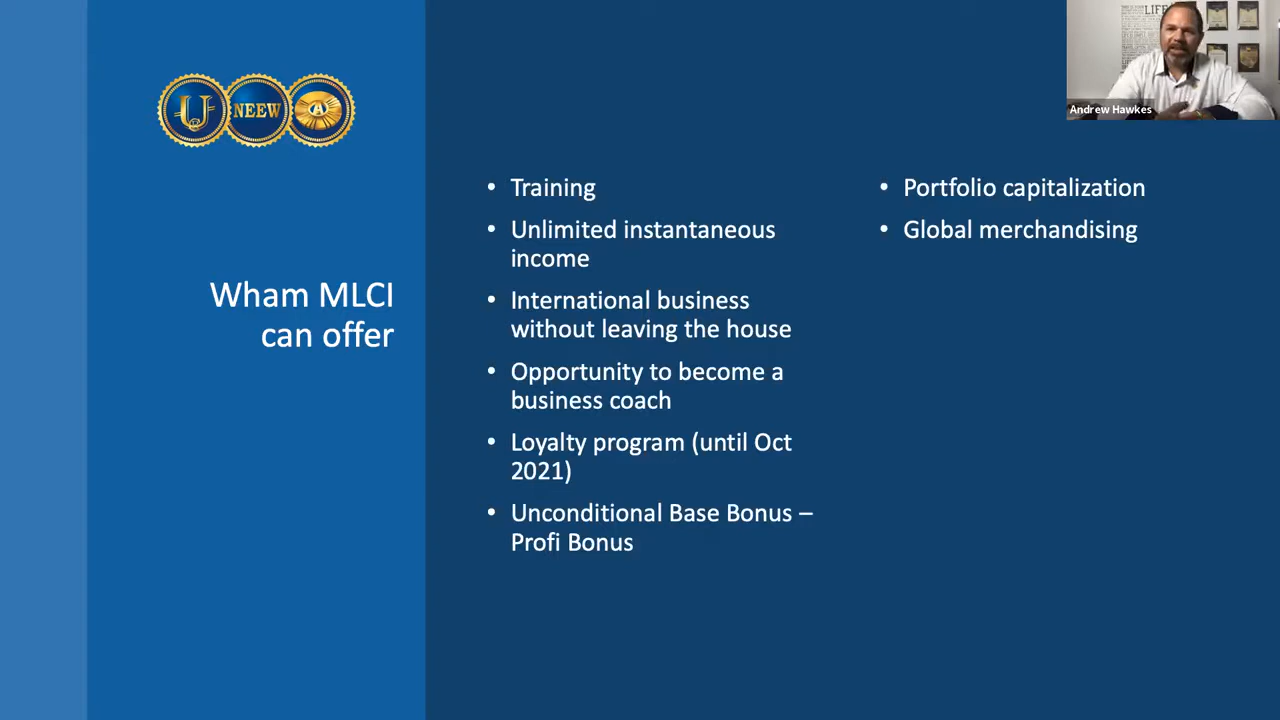 LIFE
Andrew Hawkes
U NEEW A
Wham MLCI
can offer
• Training
• Unlimited instantaneous
income
• International business
without leaving the house
• Opportunity to become a
business coach
• Loyalty program (until Oct
2021)
• Unconditional Base Bonus –
Profi Bonus
• Portfolio capitalization
• Global merchandising